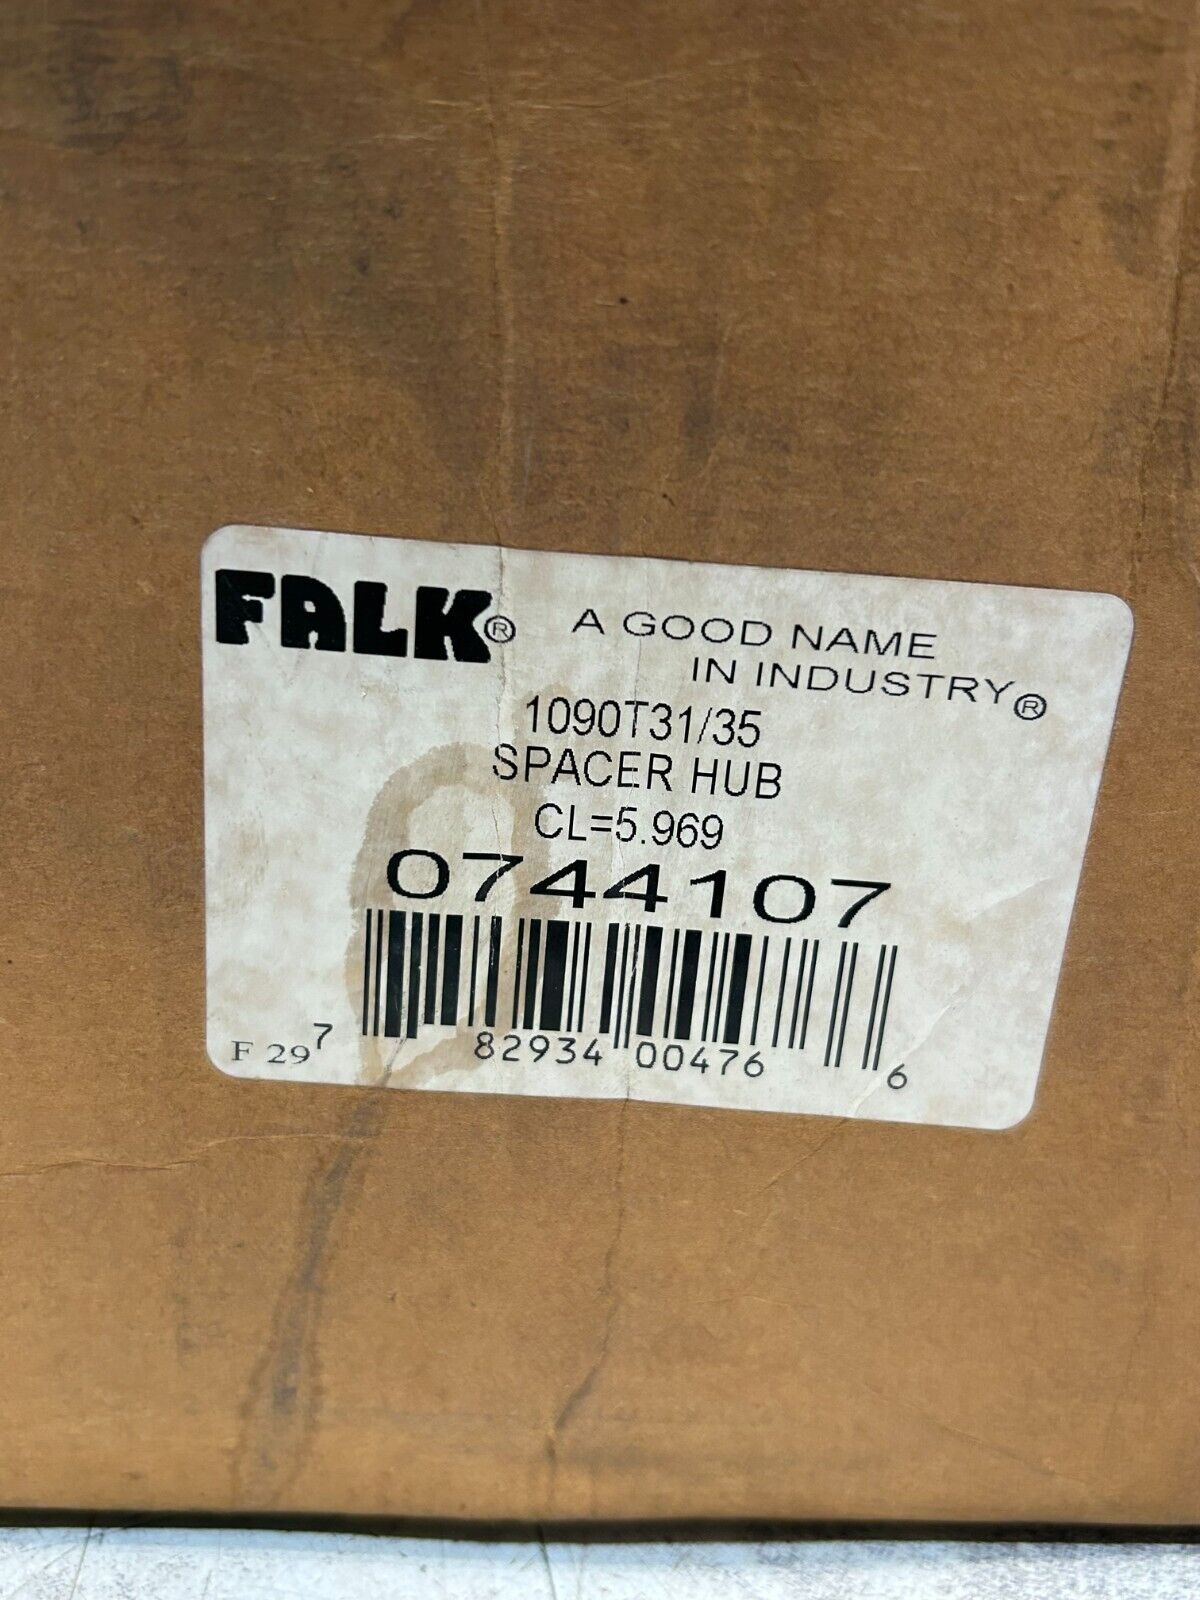 FALK® A GOOD NAME
IN INDUSTRY®
1090T31/35
SPACER HUB
CL=5.969
0744107
F 29 7 82934 00476 6